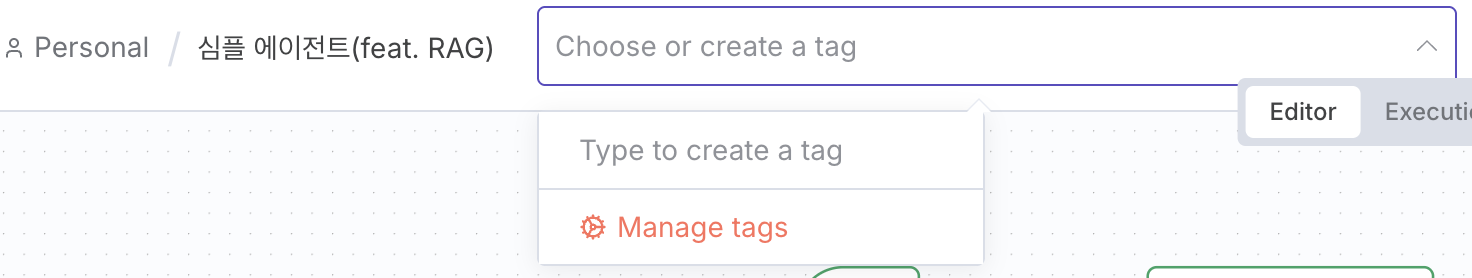 Personal / 심플 에이전트(feat. RAG)
Choose or create a tag
Editor
Type to create a tag
Manage tags